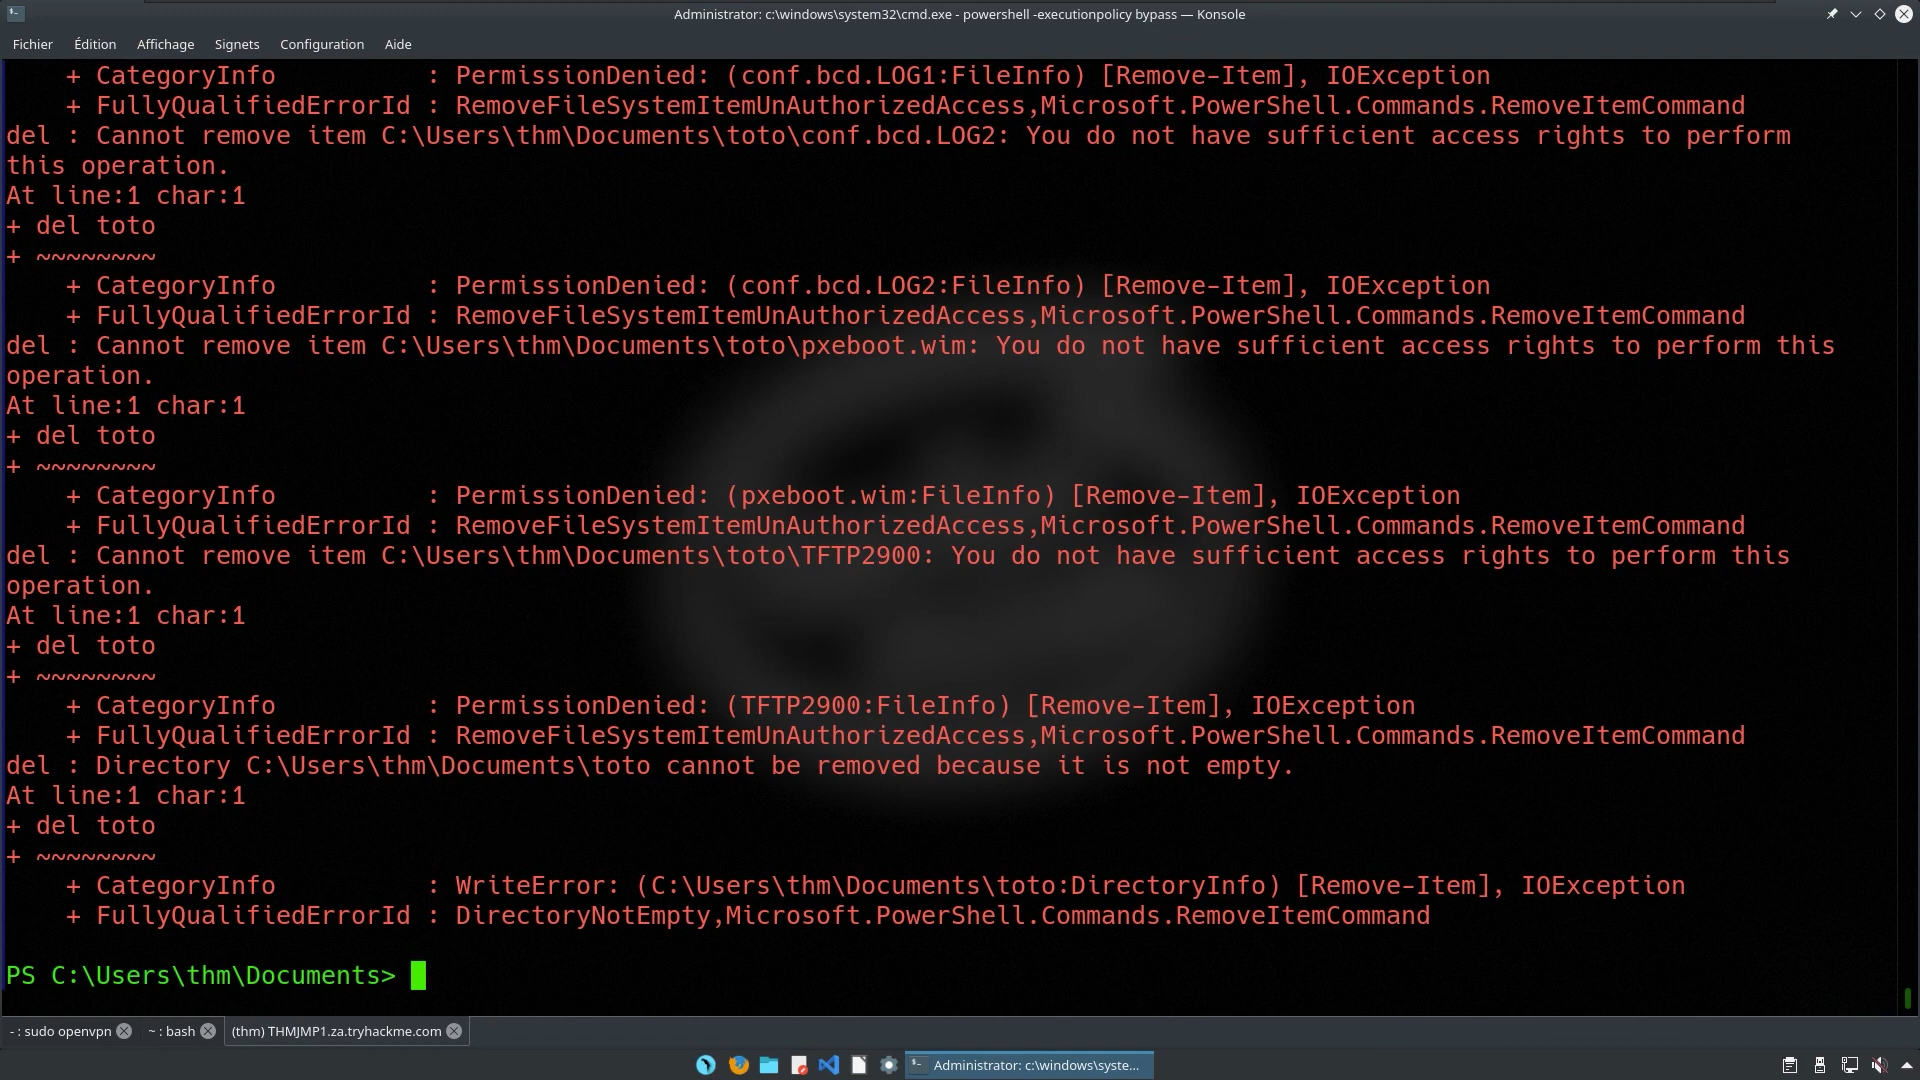 Administrator: c:\windows\system32\cmd.exe - powershell -executionpolicy bypass — Konsole
Fichier Édition Affichage Signets Configuration Aide
    + CategoryInfo          : PermissionDenied: (conf.bcd.LOG1:FileInfo) [Remove-Item], IOException
    + FullyQualifiedErrorId : RemoveFileSystemItemUnAuthorizedAccess,Microsoft.PowerShell.Commands.RemoveItemCommand
del : Cannot remove item C:\Users\thm\Documents\toto\conf.bcd.LOG2: You do not have sufficient access rights to perform
this operation.
At line:1 char:1
+ del toto
+ ~~~~~~~~
    + CategoryInfo          : PermissionDenied: (conf.bcd.LOG2:FileInfo) [Remove-Item], IOException
    + FullyQualifiedErrorId : RemoveFileSystemItemUnAuthorizedAccess,Microsoft.PowerShell.Commands.RemoveItemCommand
del : Cannot remove item C:\Users\thm\Documents\toto\pxeboot.wim: You do not have sufficient access rights to perform this
operation.
At line:1 char:1
+ del toto
+ ~~~~~~~~
    + CategoryInfo          : PermissionDenied: (pxeboot.wim:FileInfo) [Remove-Item], IOException
    + FullyQualifiedErrorId : RemoveFileSystemItemUnAuthorizedAccess,Microsoft.PowerShell.Commands.RemoveItemCommand
del : Cannot remove item C:\Users\thm\Documents\toto\TFTP2900: You do not have sufficient access rights to perform this
operation.
At line:1 char:1
+ del toto
+ ~~~~~~~~
    + CategoryInfo          : PermissionDenied: (TFTP2900:FileInfo) [Remove-Item], IOException
    + FullyQualifiedErrorId : RemoveFileSystemItemUnAuthorizedAccess,Microsoft.PowerShell.Commands.RemoveItemCommand
del : Directory C:\Users\thm\Documents\toto cannot be removed because it is not empty.
At line:1 char:1
+ del toto
+ ~~~~~~~~
    + CategoryInfo          : WriteError: (C:\Users\thm\Documents\toto:DirectoryInfo) [Remove-Item], IOException
    + FullyQualifiedErrorId : DirectoryNotEmpty,Microsoft.PowerShell.Commands.RemoveItemCommand
PS C:\Users\thm\Documents>
- : sudo openvpn ~ : bash (thm) THMJMP1.za.tryhackme.com
Administrator: c:\windows\syste...